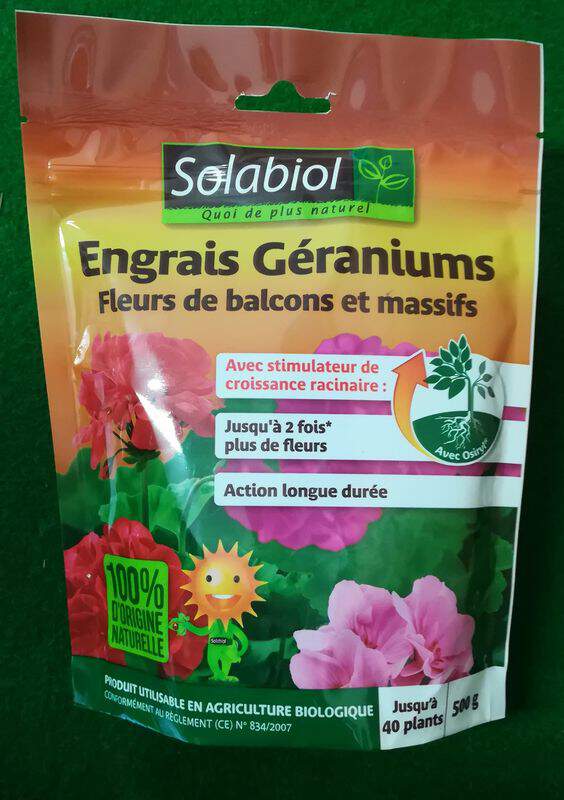 Solabiol
Quoi de plus naturel
Engrais Géraniums
Fleurs de balcons et massifs
Avec stimulateur de
croissance racinaire :
Avec Osiryl
Jusqu'à 2 fois*
plus de fleurs
Action longue durée
100%
D'ORIGINE
NATURELLE
Solabiol
PRODUIT UTILISABLE EN AGRICULTURE BIOLOGIQUE
CONFORMÉMENT AU RÈGLEMENT (CE) N° 834/2007
Jusqu'à
40 plants
500 g